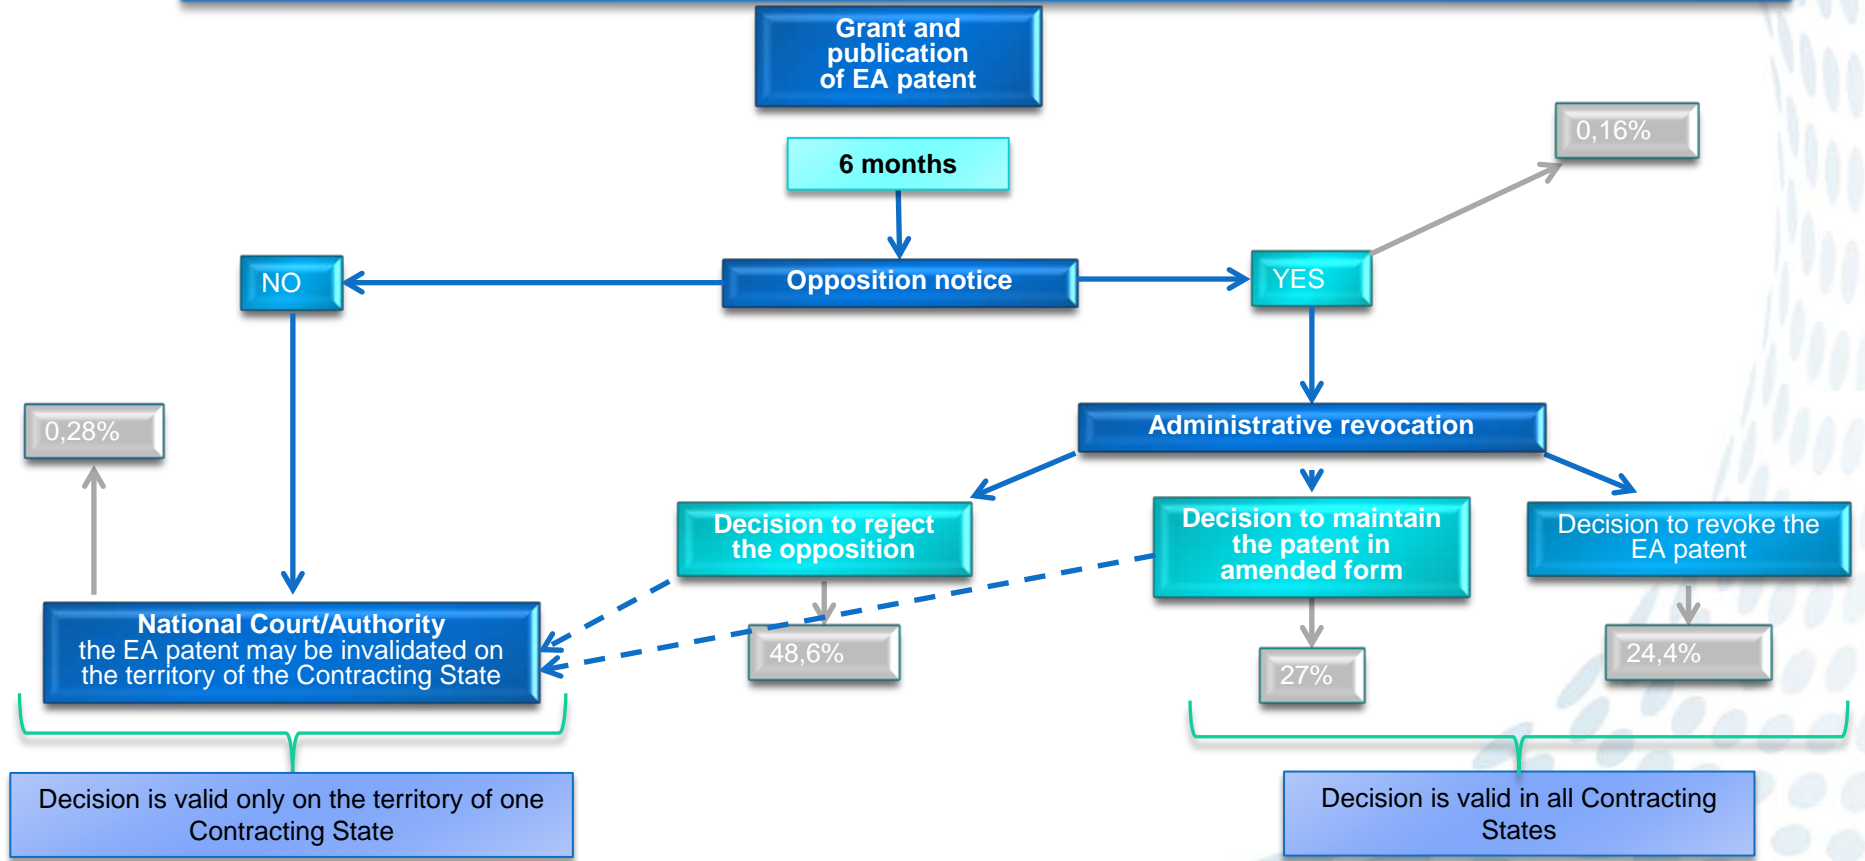 Grant and
publication
of EA patent
0,16%
6 months
NO
Opposition notice
YES
0,28%
Administrative revocation
Decision to reject
the opposition
Decision to maintain
the patent in
amended form
Decision to revoke the
EA patent
National Court/Authority
the EA patent may be invalidated on
the territory of the Contracting State
48,6%
27%
24,4%
Decision is valid only on the territory of one
Contracting State
Decision is valid in all Contracting
States